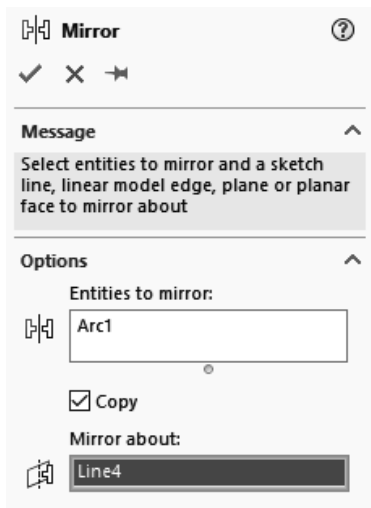 Mirror
Message
Select entities to mirror and a sketch
line, linear model edge, plane or planar
face to mirror about
Options
Entities to mirror:
Arc1
Copy
Mirror about:
Line4